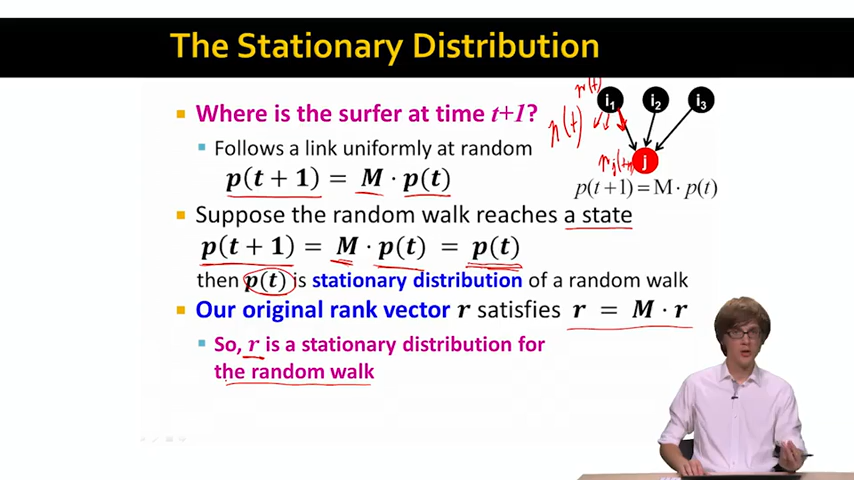 The Stationary Distribution
Where is the surfer at time t+1?
i₁ i₂ i₃
p(t)
Follows a link uniformly at random
j
p(t + 1) = M · p(t)
p(t+1) = M · p(t)
Suppose the random walk reaches a state
p(t + 1) = M · p(t) = p(t)
then p(t) is stationary distribution of a random walk
Our original rank vector r satisfies r = M · r
So, r is a stationary distribution for
the random walk